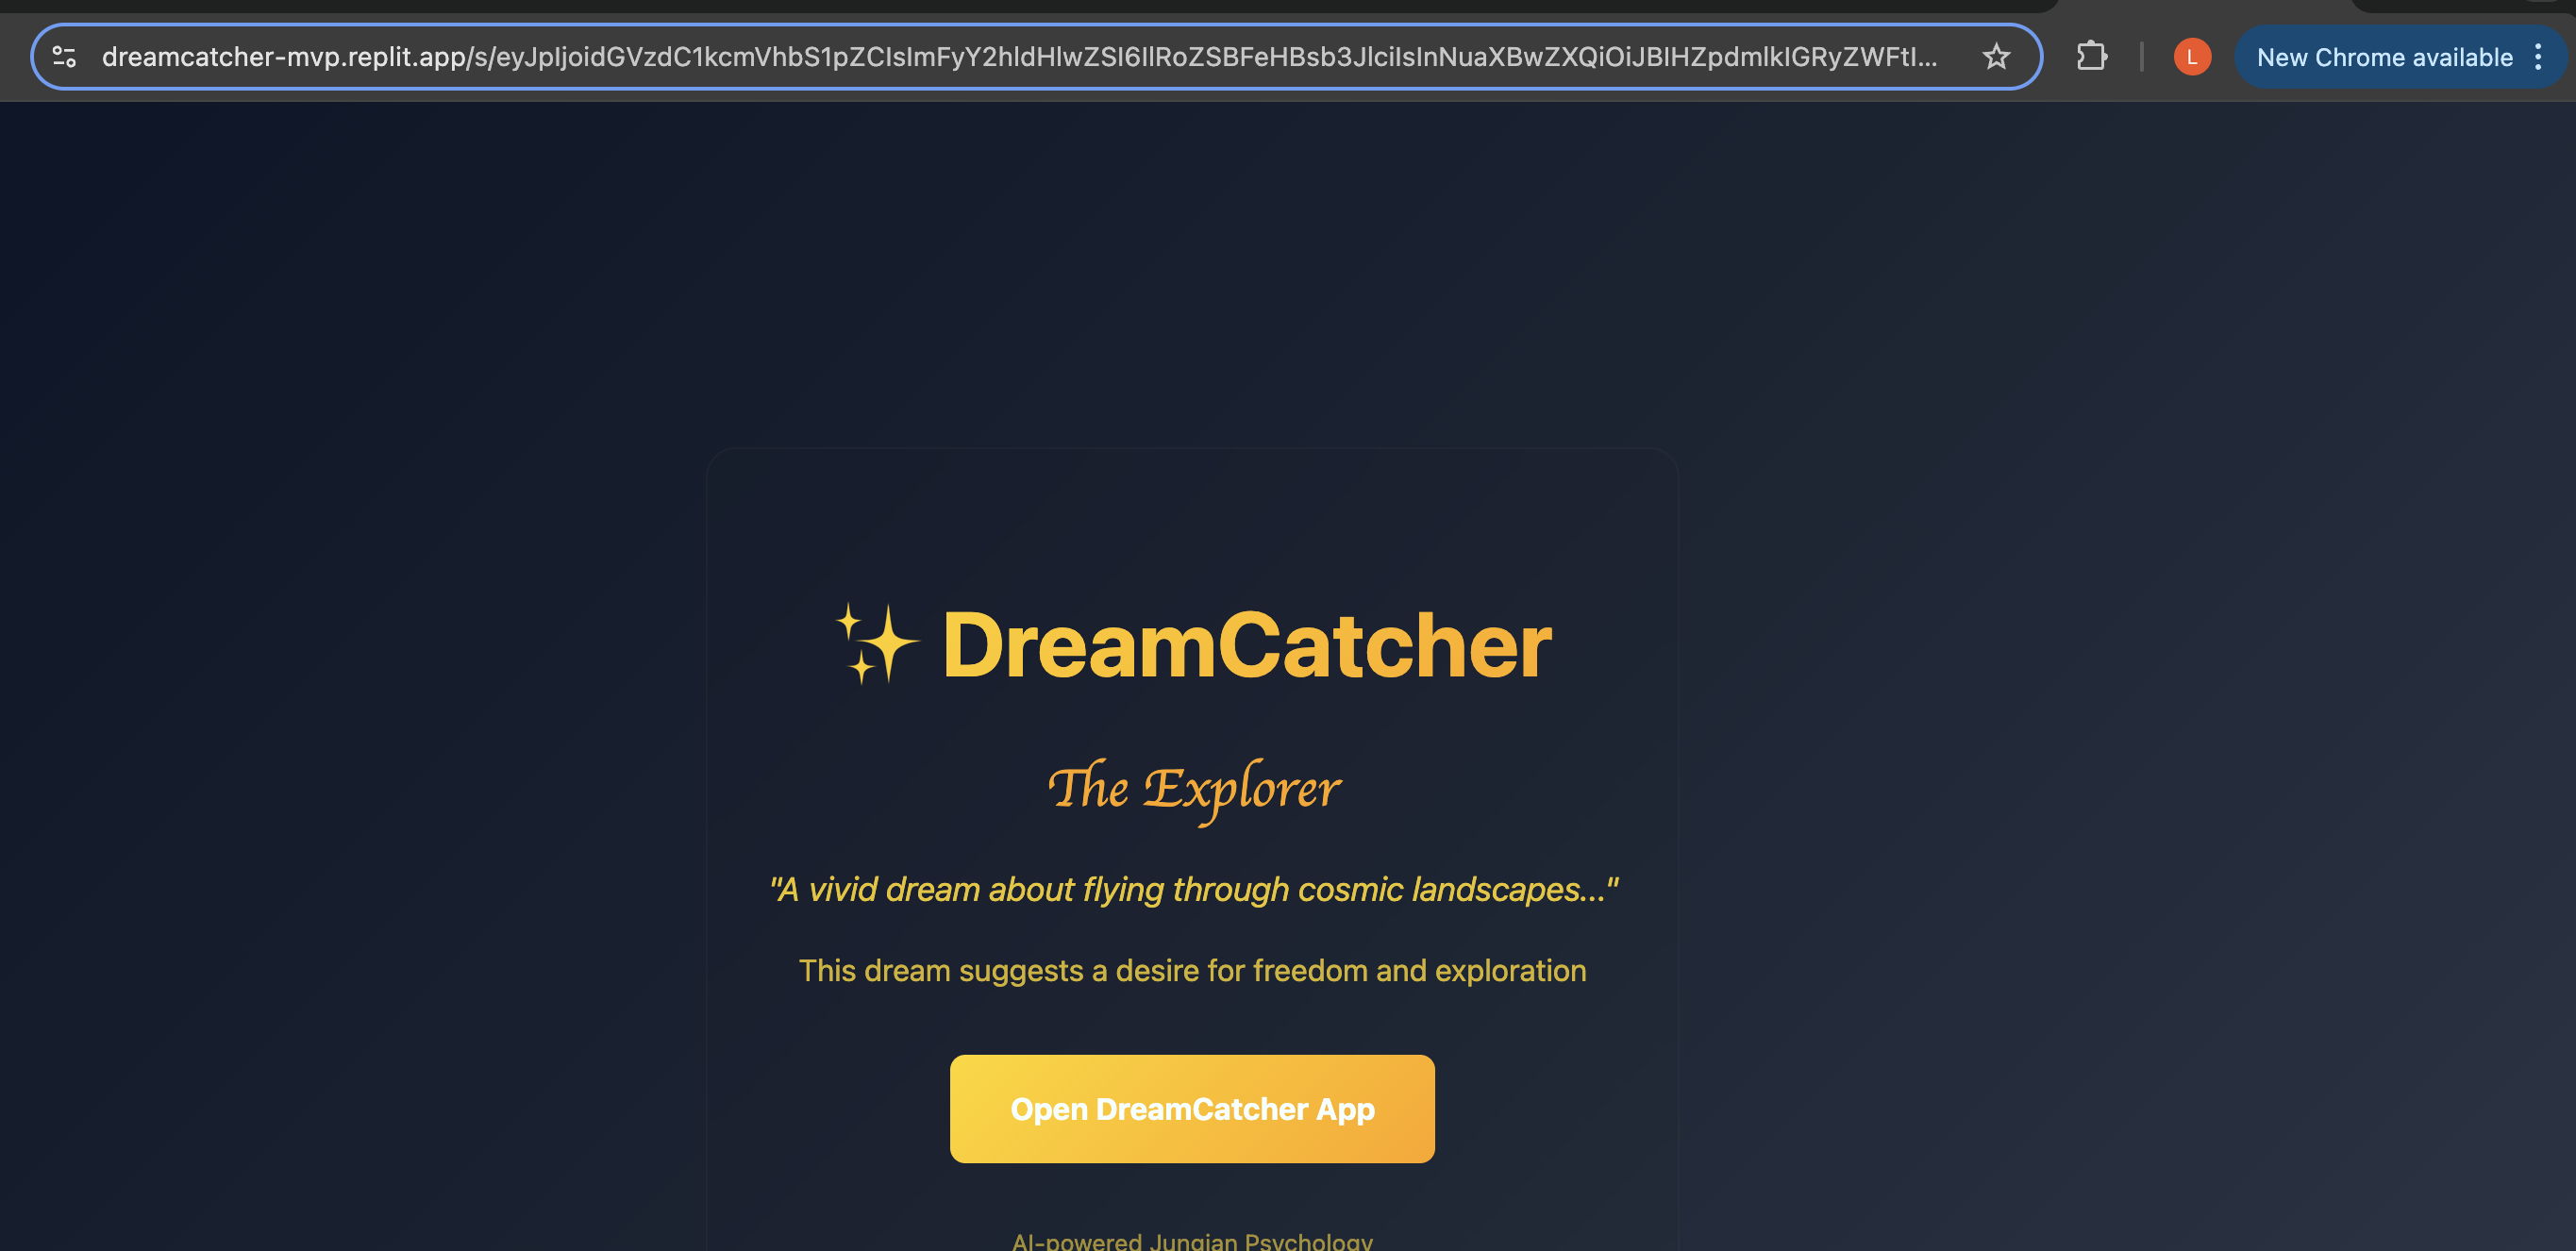 dreamcatcher-mvp.replit.app/s/eyJpIjoidGVzdC1kcmVhbS1pZCIsImFyY2hldHlwZSI6IlRoZSBFeHBsb3JlciIsInNuaXBwZXQiOiJBIHZpdmlkIGRyZWFtI...
L
New Chrome available
✨ DreamCatcher
The Explorer
"A vivid dream about flying through cosmic landscapes..."
This dream suggests a desire for freedom and exploration
Open DreamCatcher App
AI-powered Jungian Psychology